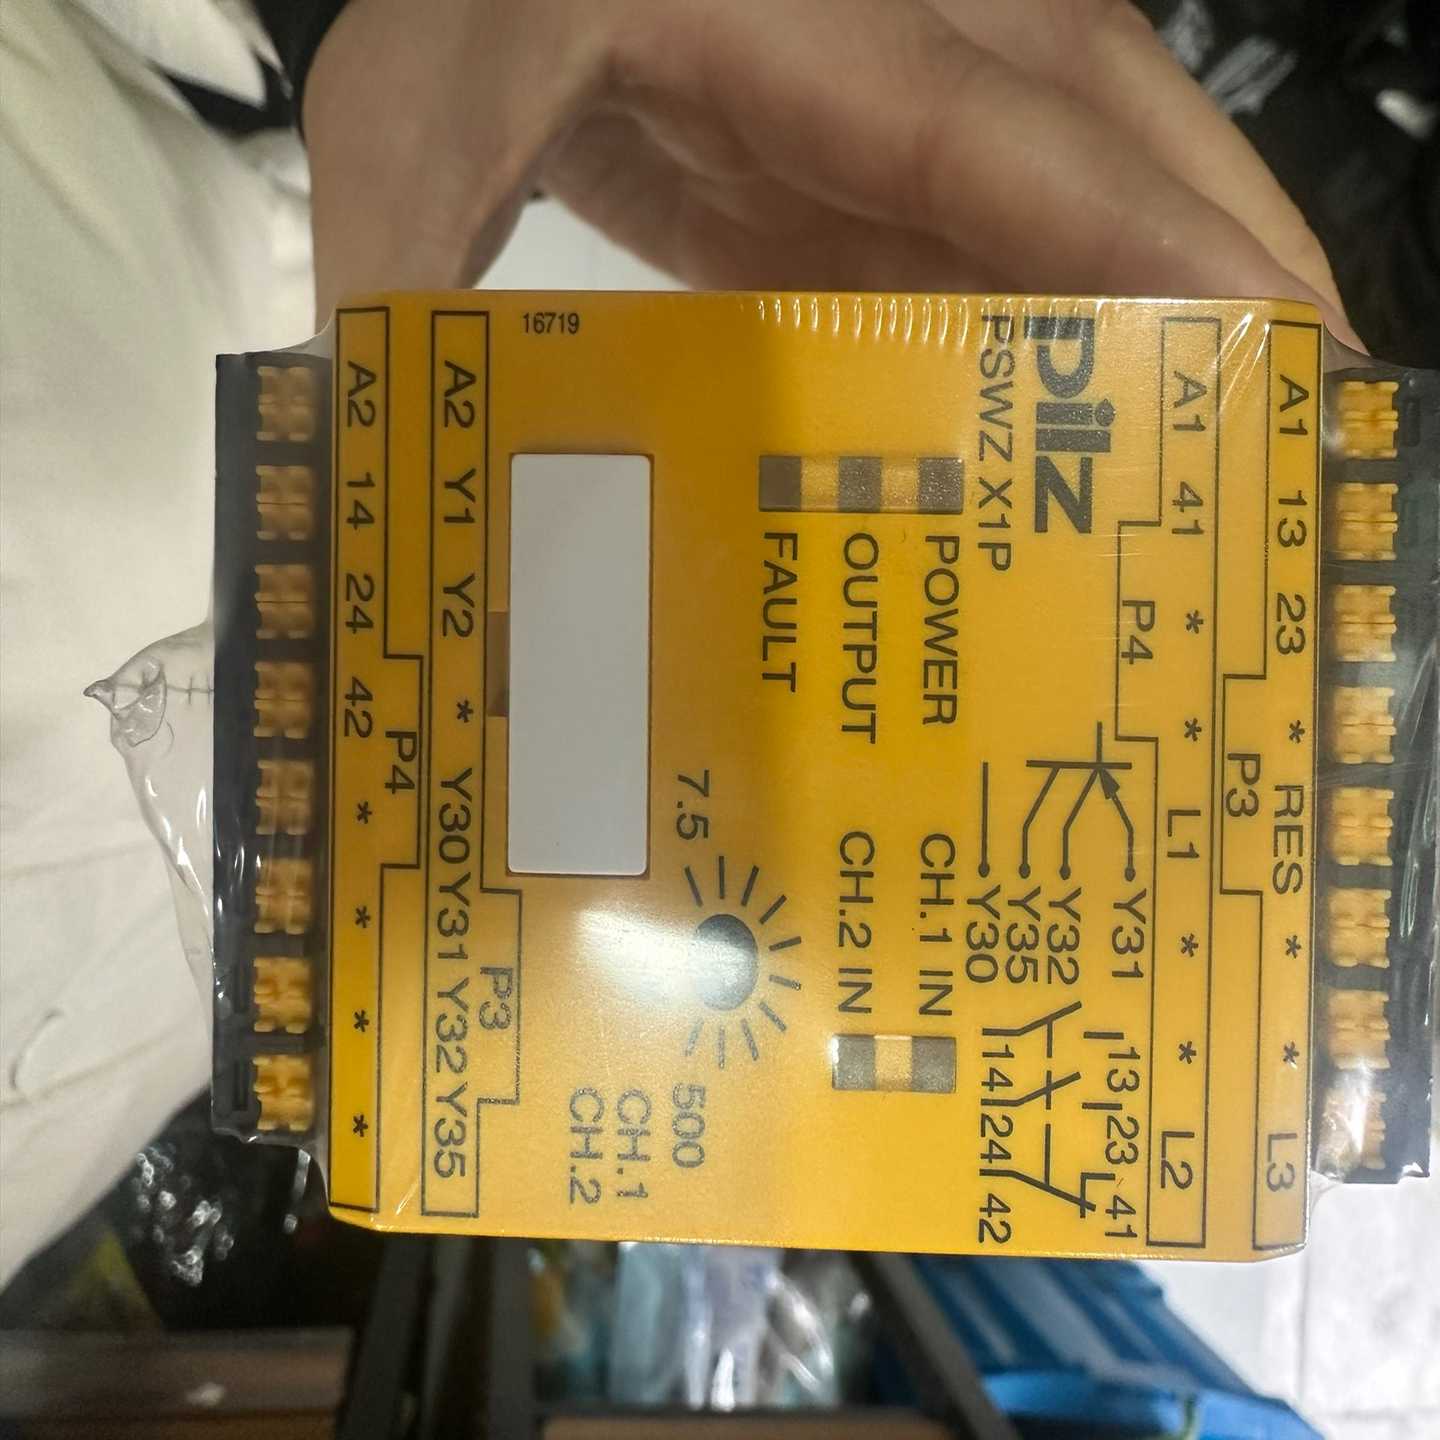 A1 13 23 * RES * * L3
P3
A1 41 * * L1 * * L2
P4
pilz
PSWZ X1P
Y31
Y32
Y35
Y30
13 23 41
14 24 42
POWER
OUTPUT
FAULT
CH.1 IN
CH.2 IN
7.5
500
CH.1
CH.2
16719
P3
A2 Y1 Y2 * Y30 Y31 Y32 Y35
P4
A2 14 24 42 * * * *